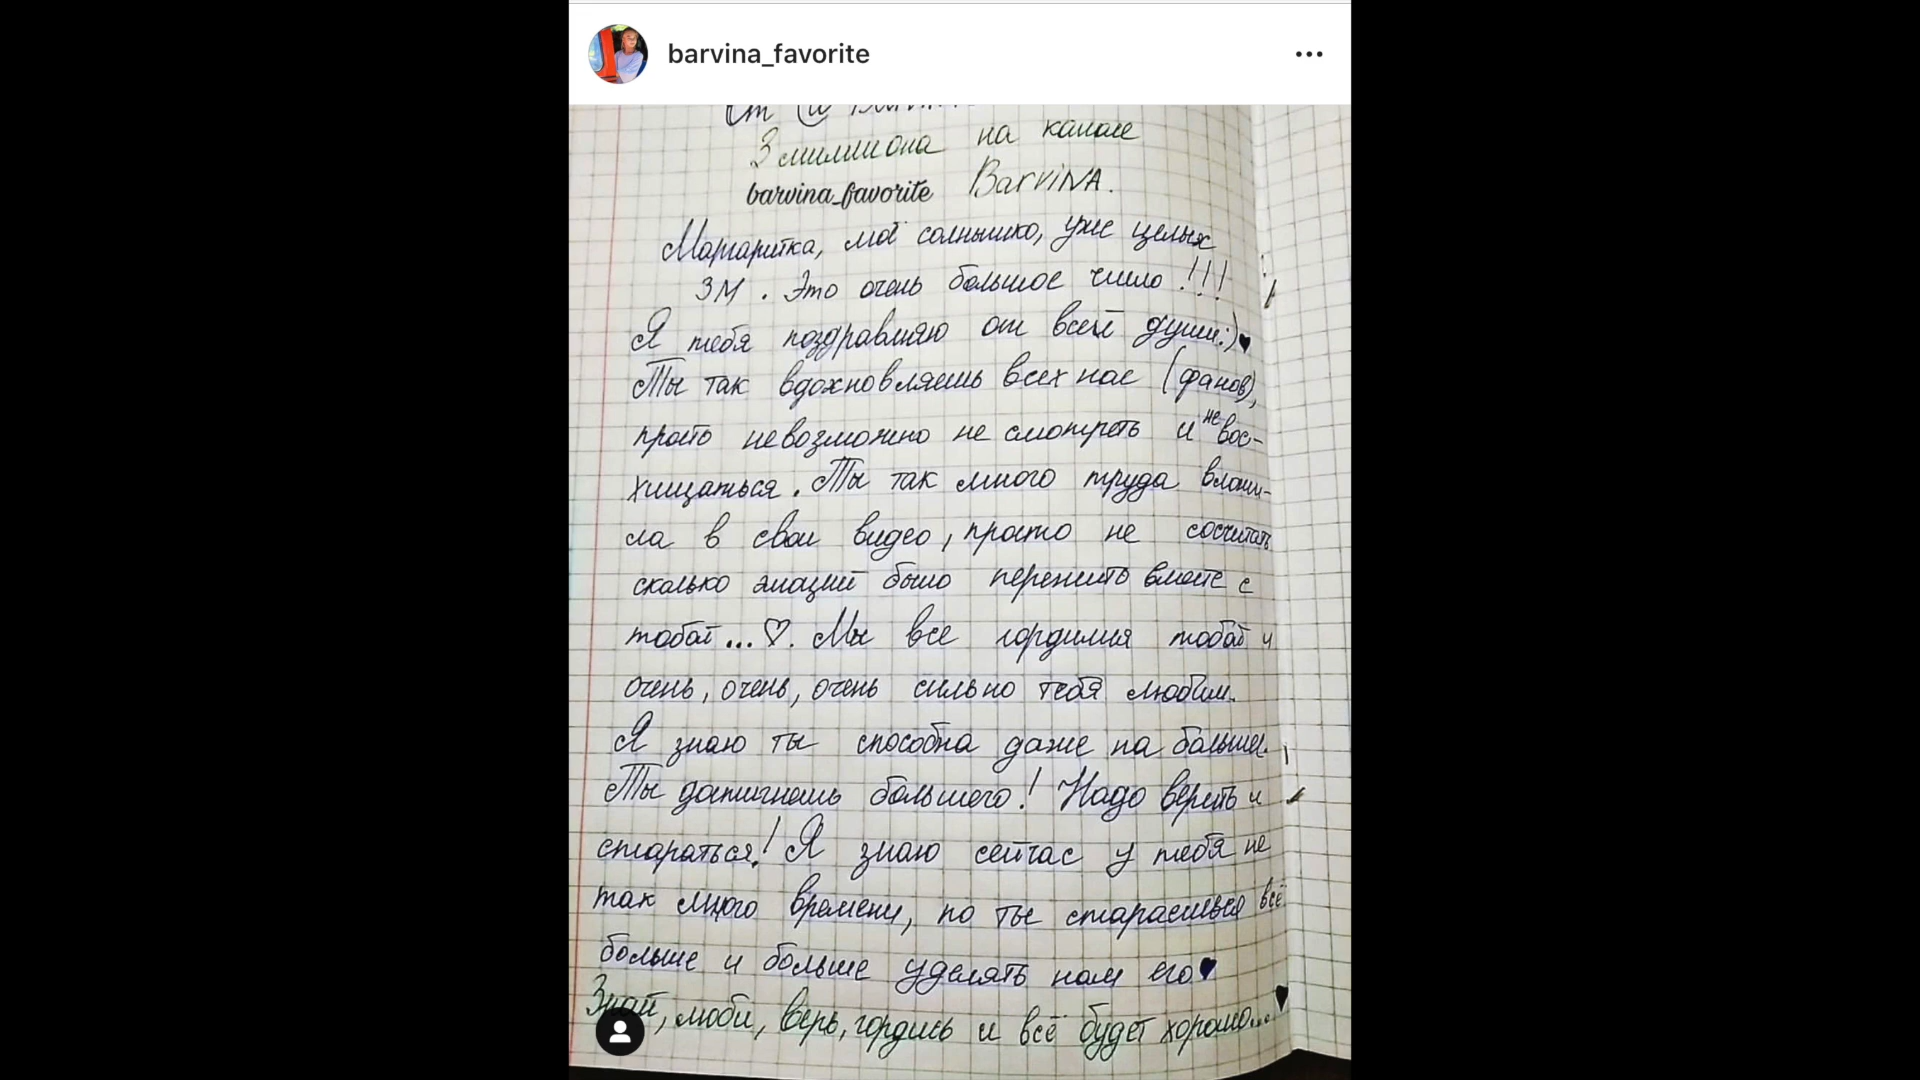 barvina_favorite
От @
3 миллиона на канале
barvina_favorite BarviNA.
Маргаритка, моё солнышко, уже целых
3М. Это очень большое число!!!
Я тебя поздравляю от всей души:)♥
Ты так вдохновляешь всех нас (фанов),
просто невозможно не смотреть и не вос-
хищаться. Ты так много труда вложи-
ла в свои видео, просто не сосчитать
сколько эмоций было пережито вместе с
тобой...♡. Мы все гордимся тобой и
очень, очень, очень сильно тебя любим.
Я знаю ты способна даже на больше.
Ты достигнешь большего! Надо верить и
стараться! Я знаю сейчас у тебя не
так много времени, но ты стараешься всё
больше и больше уделять нам его♥
Знай, люби, верь, гордись и всё будет хорошо...♥